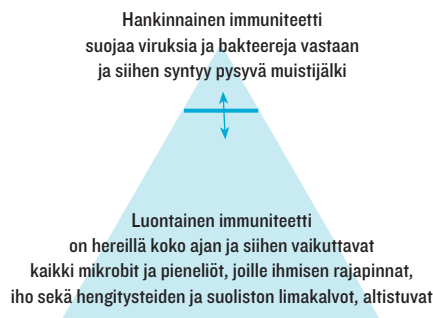 Hankinnainen immuniteetti
suojaa viruksia ja bakteereja vastaan
ja siihen syntyy pysyvä muistijälki
Luontainen immuniteetti
on hereillä koko ajan ja siihen vaikuttavat
kaikki mikrobit ja pieneliöt, joille ihmisen rajapinnat,
iho sekä hengitysteiden ja suoliston limakalvot, altistuvat